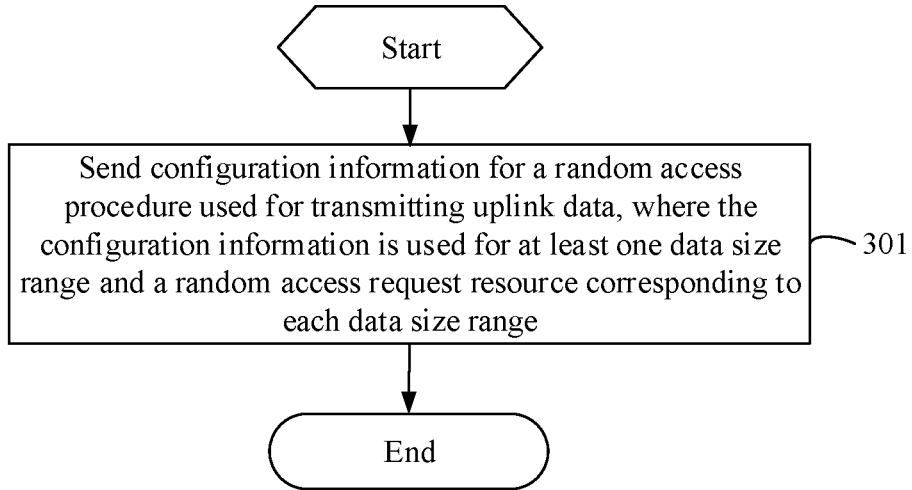 Start
Send configuration information for a random access
procedure used for transmitting uplink data, where the
configuration information is used for at least one data size
range and a random access request resource corresponding to
each data size range
301
End